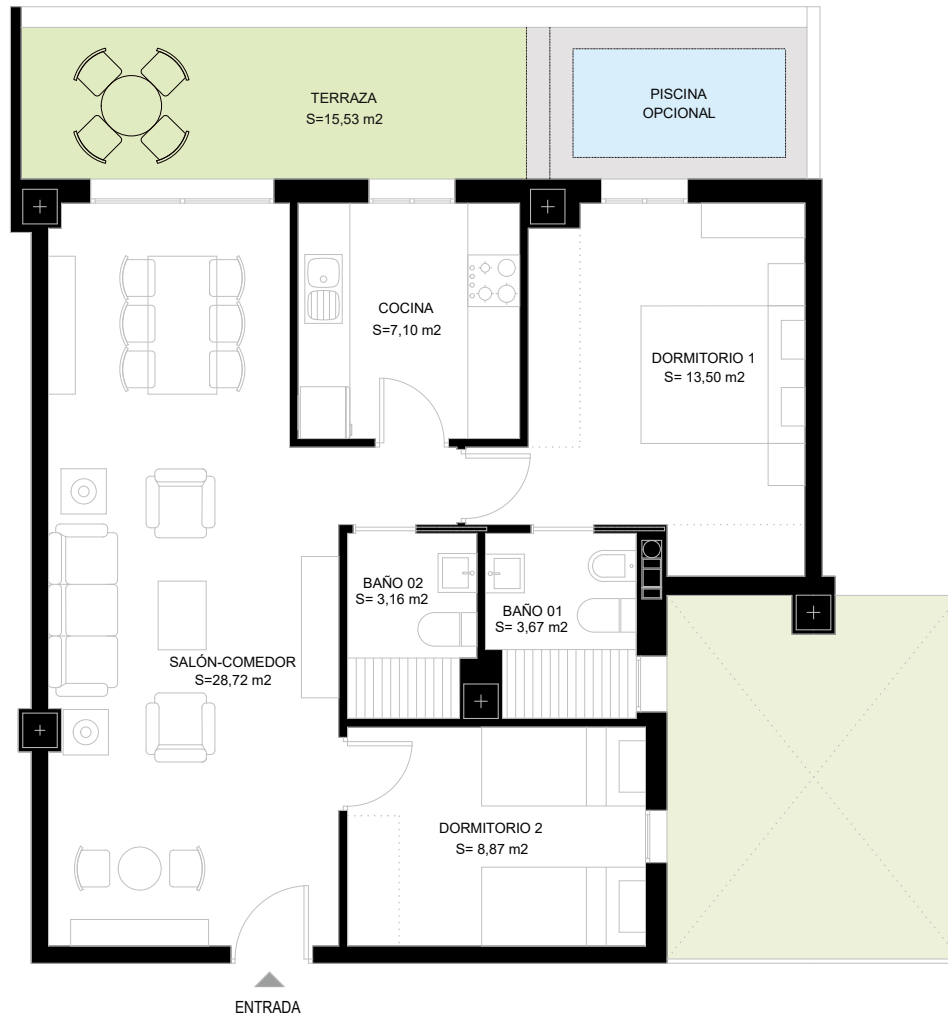 TERRAZA
S=15,53 m2
PISCINA
OPCIONAL
COCINA
S=7,10 m2
DORMITORIO 1
S= 13,50 m2
BAÑO 02
S= 3,16 m2
BAÑO 01
S= 3,67 m2
SALÓN-COMEDOR
S=28,72 m2
DORMITORIO 2
S= 8,87 m2
ENTRADA